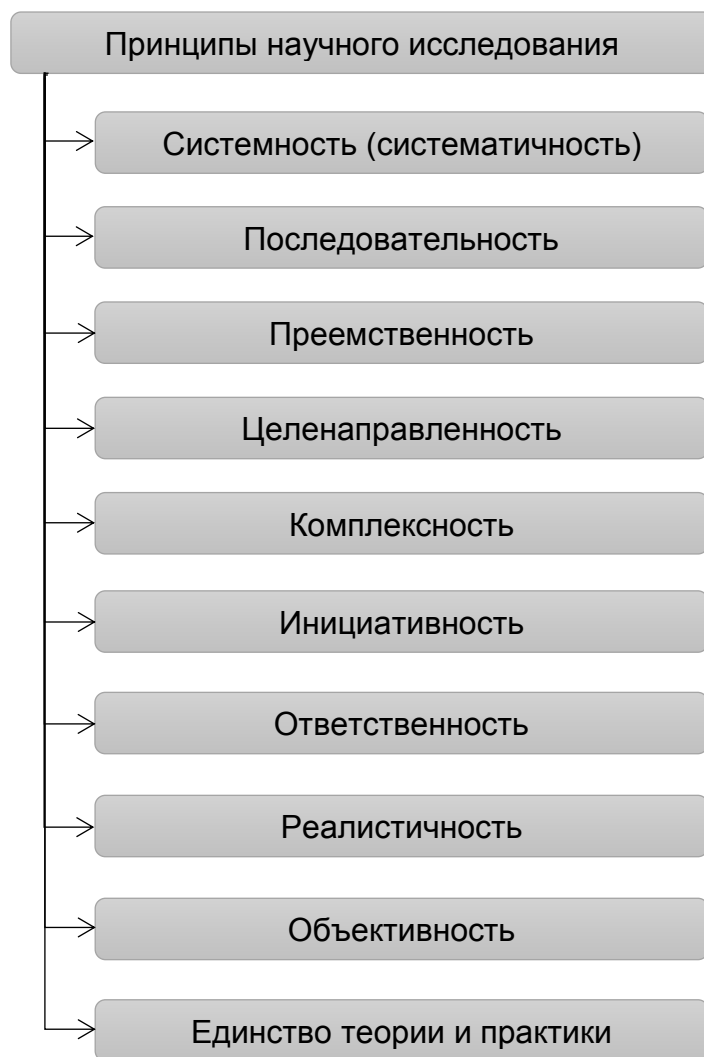 Принципы научного исследования
Системность (систематичность)
Последовательность
Преемственность
Целенаправленность
Комплексность
Инициативность
Ответственность
Реалистичность
Объективность
Единство теории и практики